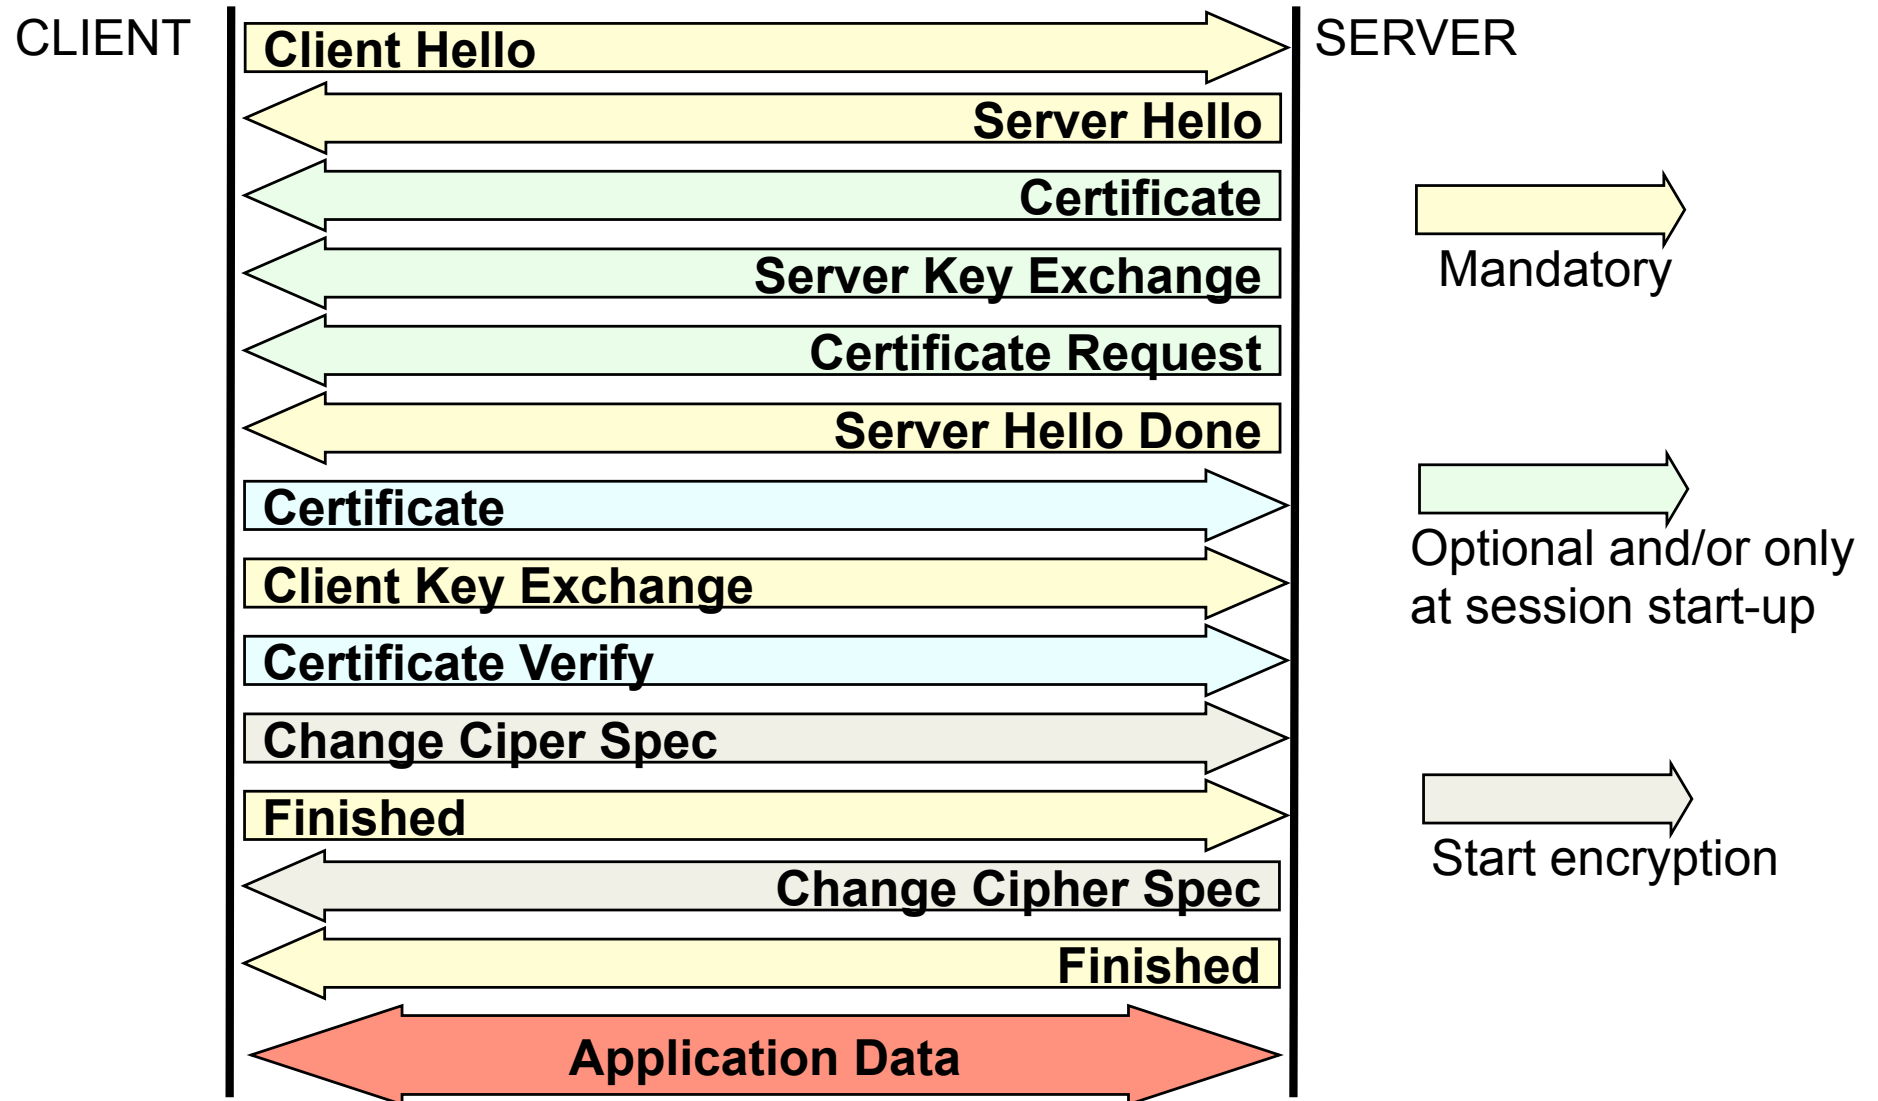 CLIENT
SERVER
Client Hello
Server Hello
Certificate
Server Key Exchange
Certificate Request
Server Hello Done
Certificate
Client Key Exchange
Certificate Verify
Change Ciper Spec
Finished
Change Cipher Spec
Finished
Application Data
Mandatory
Optional and/or only
at session start-up
Start encryption